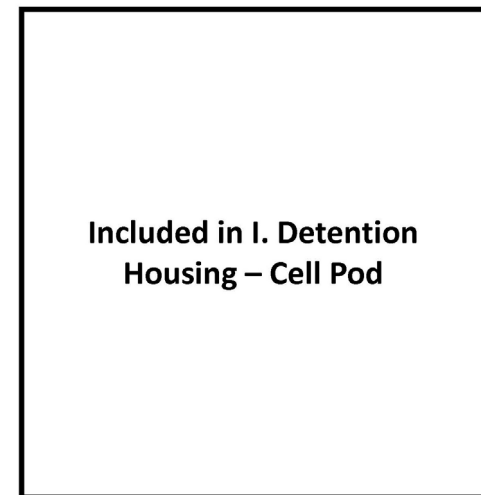 Included in I. Detention
Housing – Cell Pod